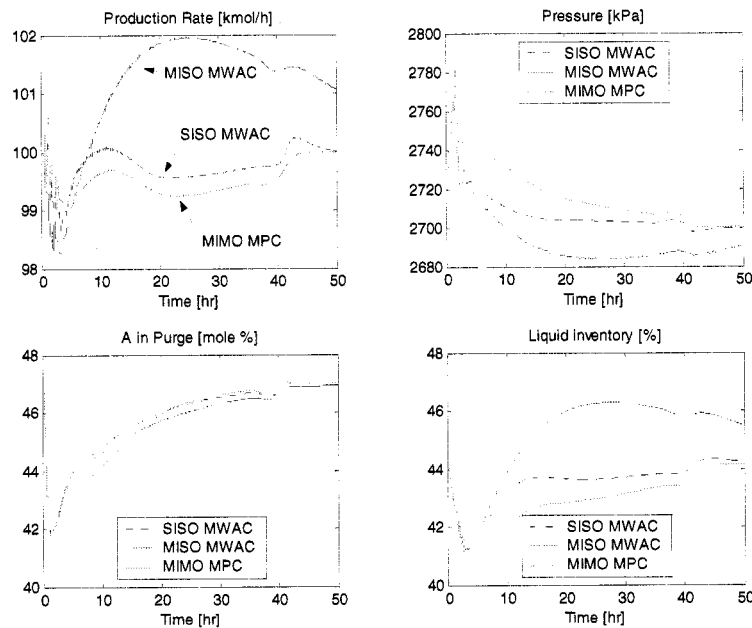 Production Rate [kmol/h]
102
101
100
99
98
MISO MWAC
SISO MWAC
MIMO MPC
0 10 20 30 40 50
Time [hr]
Pressure [kPa]
2800
2780
2760
2740
2720
2700
2680
SISO MWAC
MISO MWAC
MIMO MPC
0 10 20 30 40 50
Time [hr]
A in Purge [mole %]
48
46
44
42
40
SISO MWAC
MISO MWAC
MIMO MPC
0 10 20 30 40 50
Time [hr]
Liquid Inventory [%]
48
46
44
42
40
SISO MWAC
MISO MWAC
MIMO MPC
0 10 20 30 40 50
Time [hr]